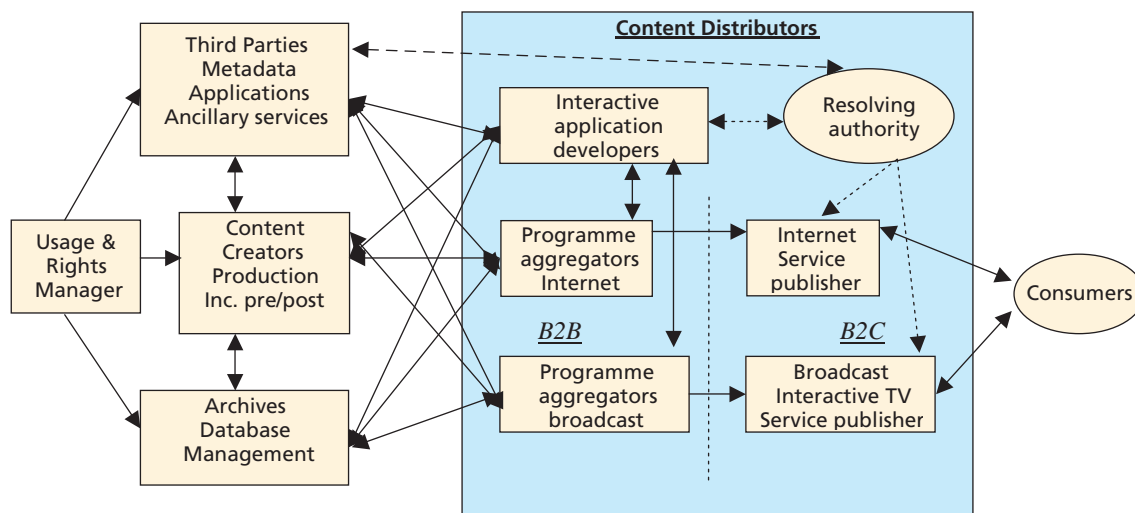 Content Distributors
Third Parties
Metadata
Applications
Ancillary services
Usage &
Rights
Manager
Content
Creators
Production
Inc. pre/post
Archives
Database
Management
Interactive
application
developers
Resolving
authority
Programme
aggregators
Internet
Internet
Service
publisher
B2B
B2C
Programme
aggregators
broadcast
Broadcast
Interactive TV
Service publisher
Consumers